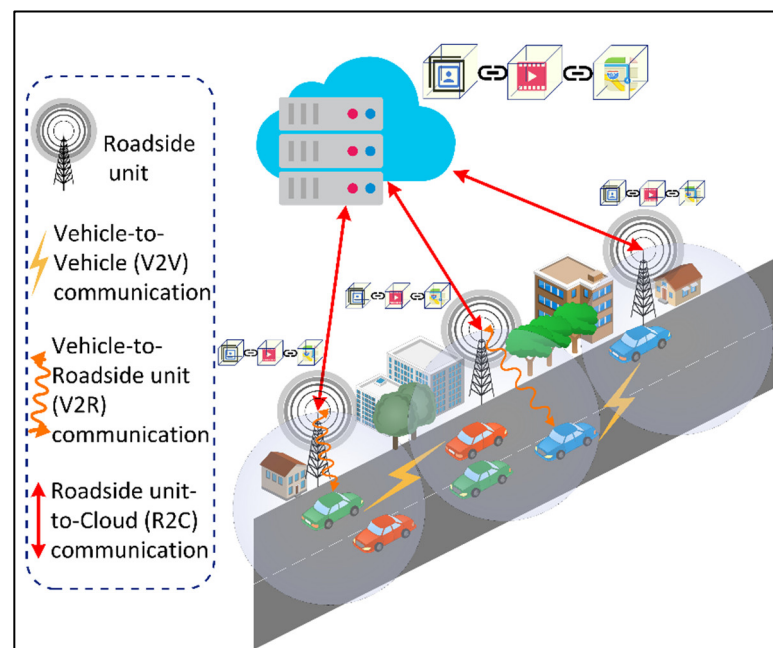 Roadside
unit
Vehicle-to-
Vehicle (V2V)
communication
Vehicle-to-
Roadside unit
(V2R)
communication
Roadside unit-
to-Cloud (R2C)
communication